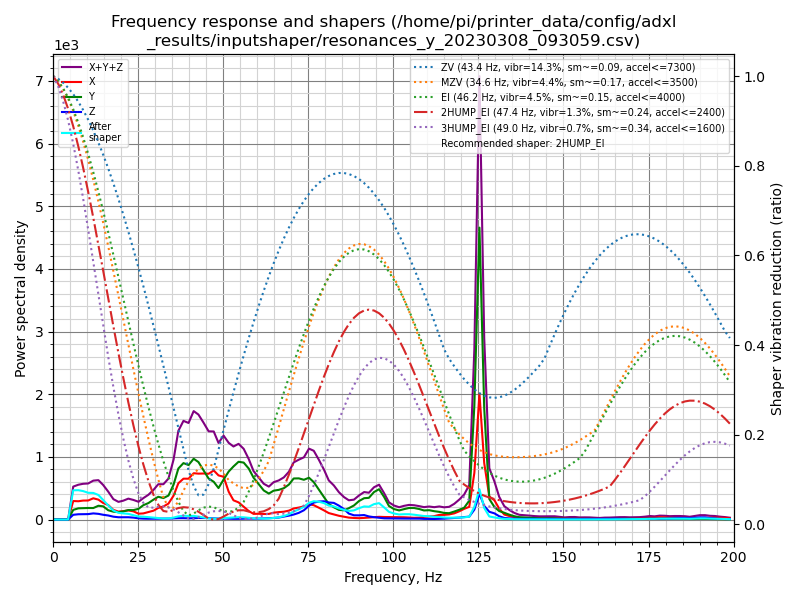 Frequency response and shapers (/home/pi/printer_data/config/adxl
_results/inputshaper/resonances_y_20230308_093059.csv)
1e3
X+Y+Z
X
Y
Z
After
shaper
ZV (43.4 Hz, vibr=14.3%, sm~=0.09, accel<=7300)
MZV (34.6 Hz, vibr=4.4%, sm~=0.17, accel<=3500)
EI (46.2 Hz, vibr=4.5%, sm~=0.15, accel<=4000)
2HUMP_EI (47.4 Hz, vibr=1.3%, sm~=0.24, accel<=2400)
3HUMP_EI (49.0 Hz, vibr=0.7%, sm~=0.34, accel<=1600)
Recommended shaper: 2HUMP_EI
Power spectral density
7
6
5
4
3
2
1
0
1.0
0.8
0.6
0.4
0.2
0.0
Shaper vibration reduction (ratio)
0 25 50 75 100 125 150 175 200
Frequency, Hz